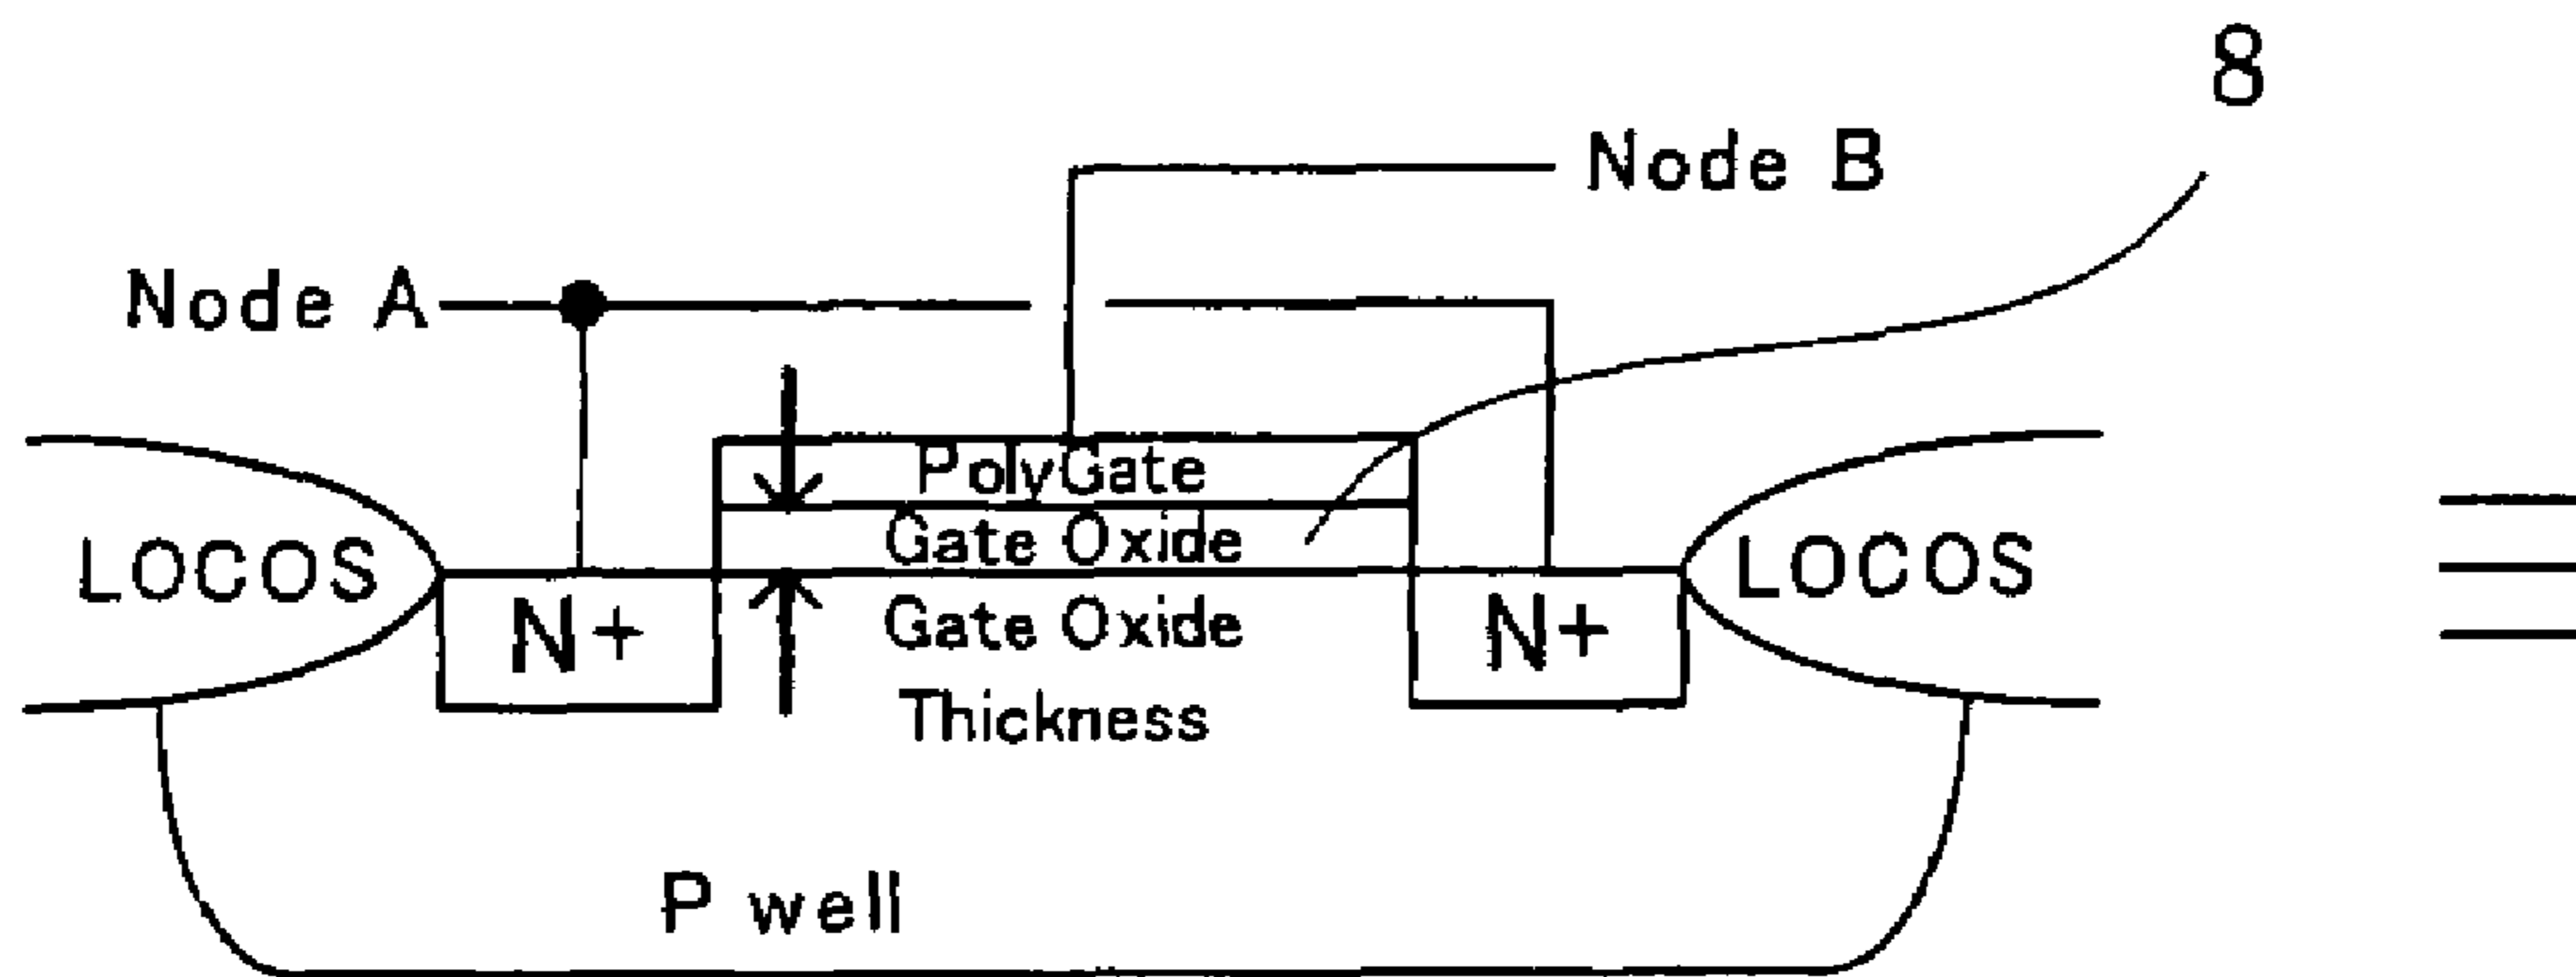 8
Node B
Node A
PolyGate
Gate Oxide
LOCOS
LOCOS
N+
Gate Oxide
N+
Thickness
P well